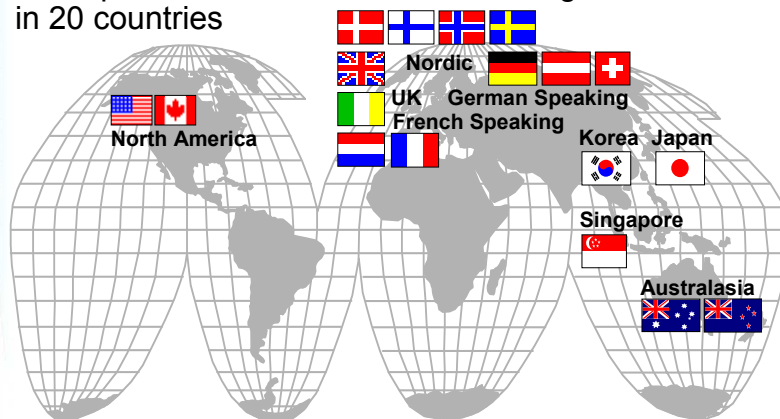 in 20 countries
Nordic
UK German Speaking
French Speaking
North America
Korea Japan
Singapore
Australasia